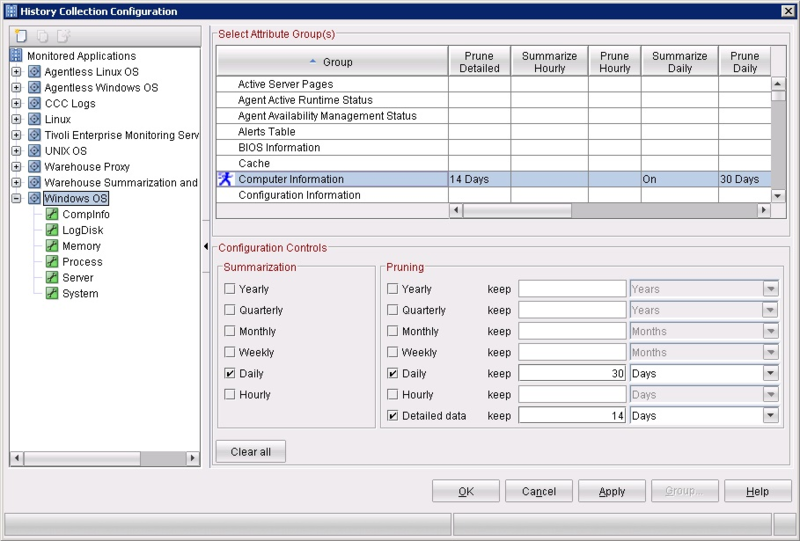 History Collection Configuration
Monitored Applications
Agentless Linux OS
Agentless Windows OS
CCC Logs
Linux
Tivoli Enterprise Monitoring Serv
UNIX OS
Warehouse Proxy
Warehouse Summarization and
Windows OS
CompInfo
LogDisk
Memory
Process
Server
System
Select Attribute Group(s)
Group Prune Detailed Summarize Hourly Prune Hourly Summarize Daily Prune Daily
Active Server Pages
Agent Active Runtime Status
Agent Availability Management Status
Alerts Table
BIOS Information
Cache
Computer Information 14 Days On 30 Days
Configuration Information
Configuration Controls
Summarization
Yearly
Quarterly
Monthly
Weekly
Daily
Hourly
Pruning
Yearly keep Years
Quarterly keep Years
Monthly keep Months
Weekly keep Months
Daily keep 30 Days
Hourly keep Days
Detailed data keep 14 Days
Clear all
OK Cancel Apply Group... Help